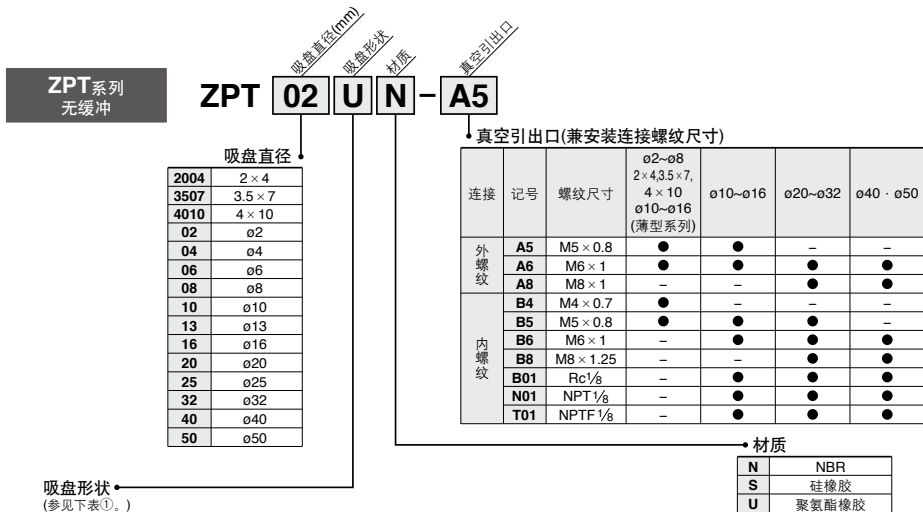 吸盘直径(mm)
吸盘形状
材质
真空引出口
ZPT系列
无缓冲
ZPT 02 U N – A5
吸盘直径
2004 2×4
3507 3.5×7
4010 4×10
02 ø2
04 ø4
06 ø6
08 ø8
10 ø10
13 ø13
16 ø16
20 ø20
25 ø25
32 ø32
40 ø40
50 ø50
吸盘形状
(参见下表①。)
真空引出口(兼安装连接螺纹尺寸)
连接 记号 螺纹尺寸 ø2~ø8 2×4,3.5×7, 4×10 ø10~ø16 (薄型系列) ø10~ø16 ø20~ø32 ø40·ø50
外螺纹
A5 M5×0.8 ● ● – –
A6 M6×1 ● ● ● ●
A8 M8×1 – – ● ●
内螺纹
B4 M4×0.7 ● – – –
B5 M5×0.8 ● ● ● –
B6 M6×1 – ● ● ●
B8 M8×1.25 – – ● ●
B01 Rc1/8 – ● ● ●
N01 NPT1/8 – ● ● ●
T01 NPTF1/8 – ● ● ●
材质
N NBR
S 硅橡胶
U 聚氨酯橡胶